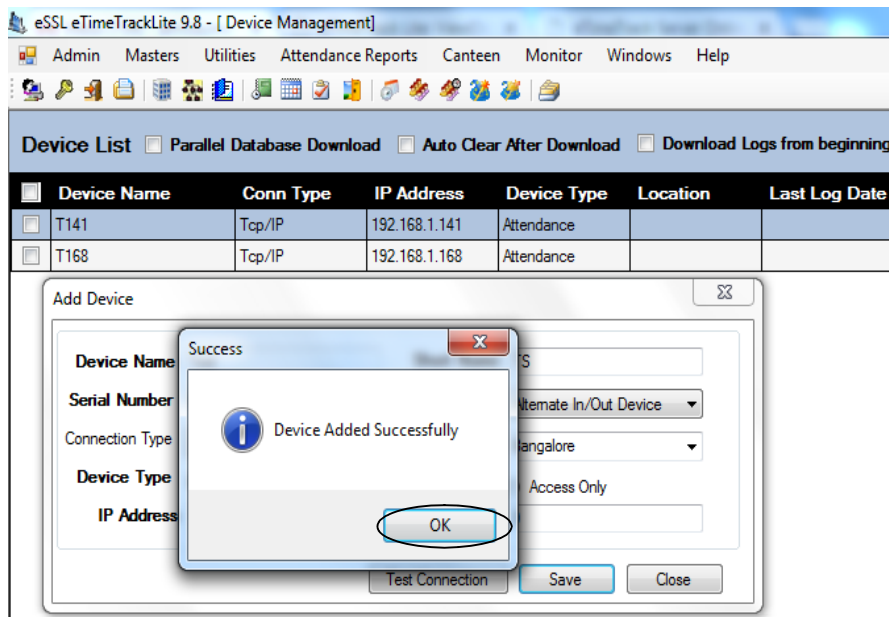 eSSL eTimeTrackLite 9.8 - [ Device Management]
Admin Masters Utilities Attendance Reports Canteen Monitor Windows Help
Device List Parallel Database Download Auto Clear After Download Download Logs from beginning
Device Name Conn Type IP Address Device Type Location Last Log Date
T141 Tcp/IP 192.168.1.141 Attendance
T168 Tcp/IP 192.168.1.168 Attendance
Add Device
Success
Device Name TS
Serial Number Alternate In/Out Device
Device Added Successfully
Connection Type Bangalore
Device Type Access Only
IP Address
OK
Test Connection Save Close